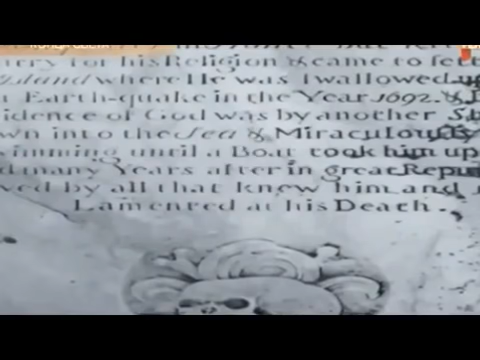 But
for his Religion & came to sett
Island where He was swallowed up
Earth-quake in the Year 1692. &
idence of God was by another S
wn into the Sea & Miraculously
imming until a Boat took him up
d many Years after in great Repu
ved by all that knew him and
Lamented at his Death.